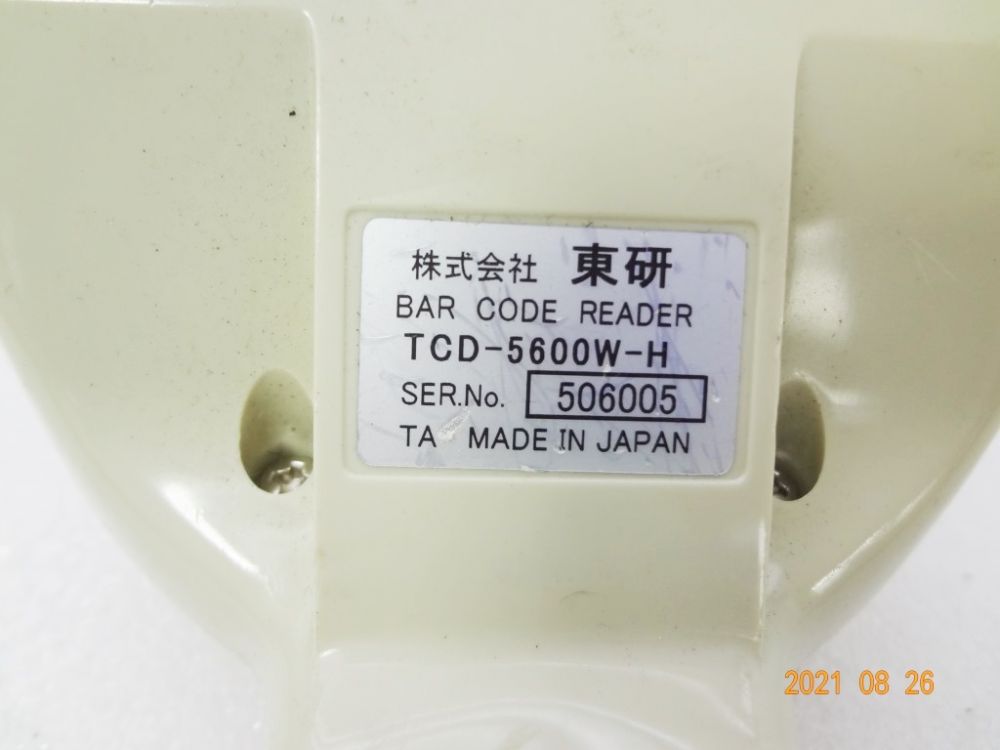 株式会社 東研
BAR CODE READER
TCD-5600W-H
SER.No. 506005
TA MADE IN JAPAN
2021 08 26